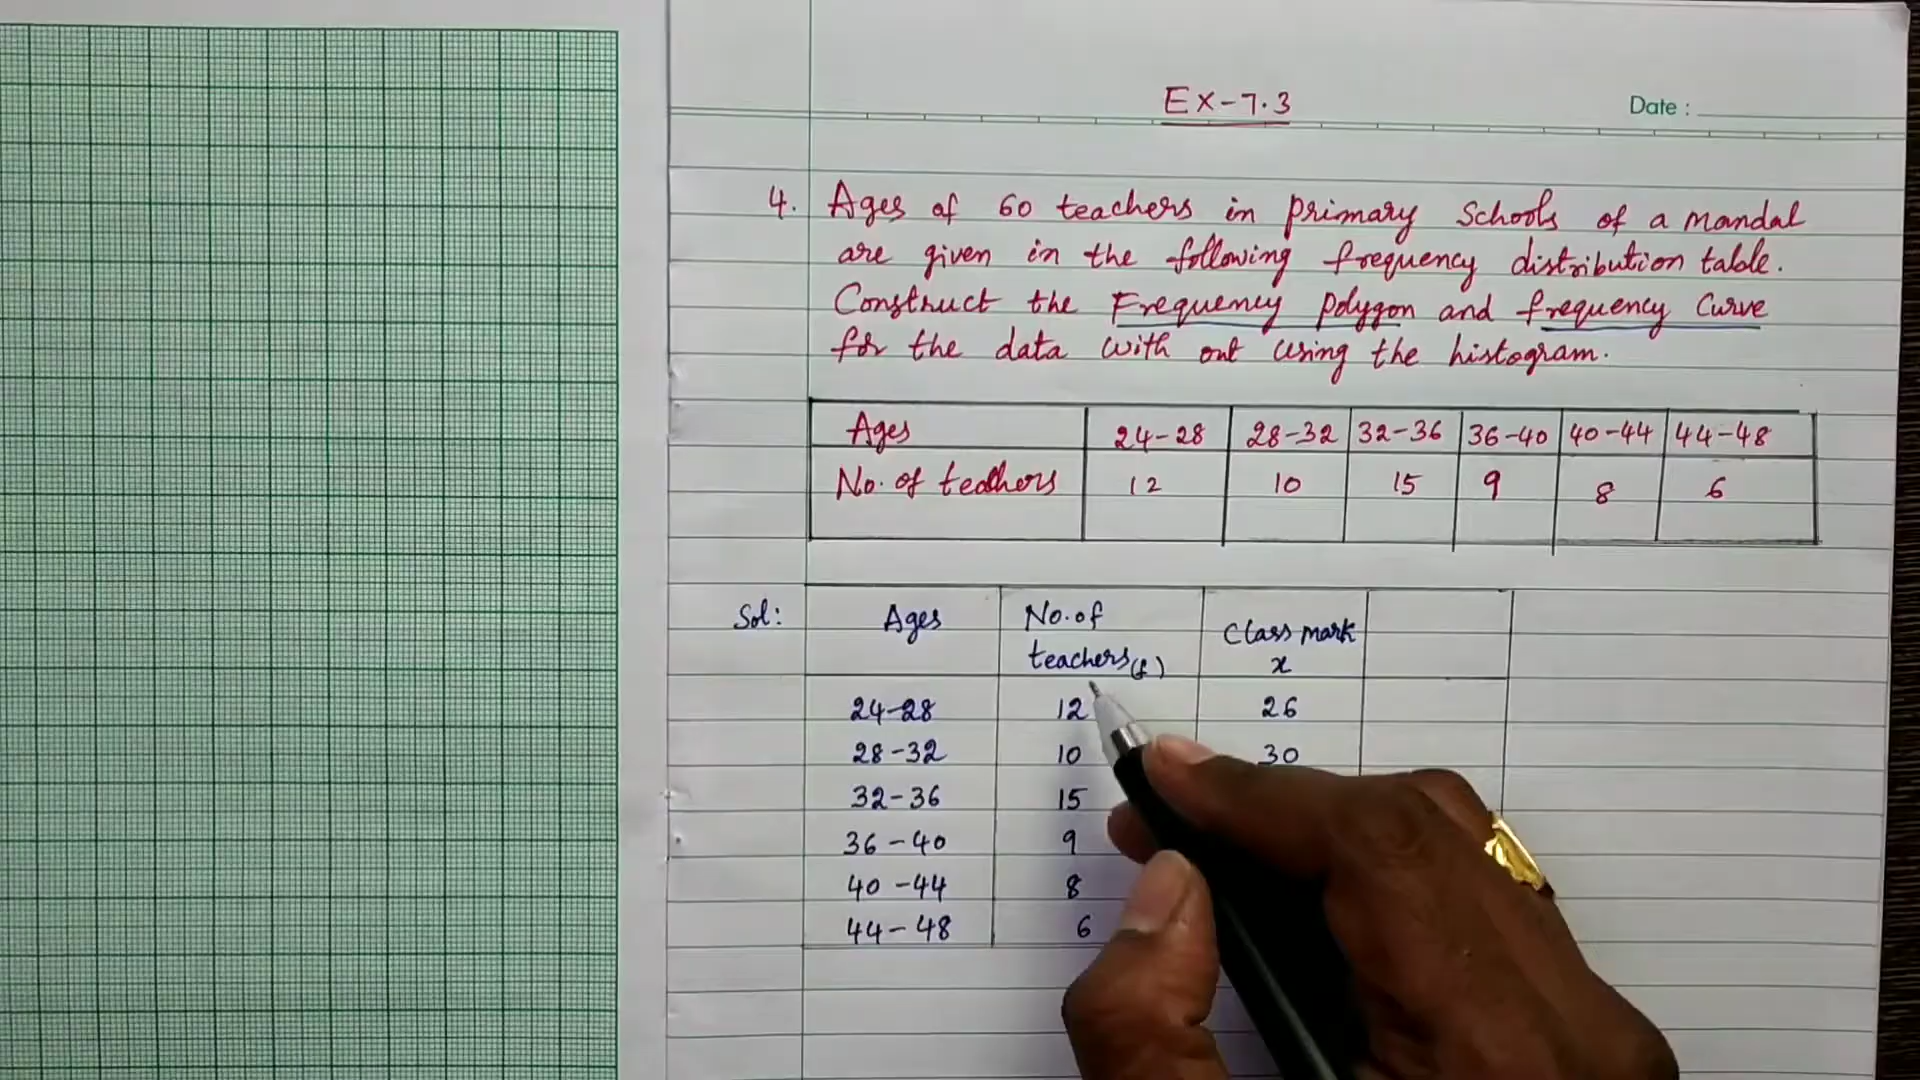 Ex-7.3
Date :
4. Ages of 60 teachers in primary schools of a mandal
are given in the following frequency distribution table.
Construct the Frequency polygon and frequency curve
for the data with out using the histogram.
Ages 24-28 28-32 32-36 36-40 40-44 44-48
No. of teachers 12 10 15 9 8 6
Sol: Ages No. of teachers (f) Class mark x
24-28 12 26
28-32 10 30
32-36 15
36-40 9
40-44 8
44-48 6